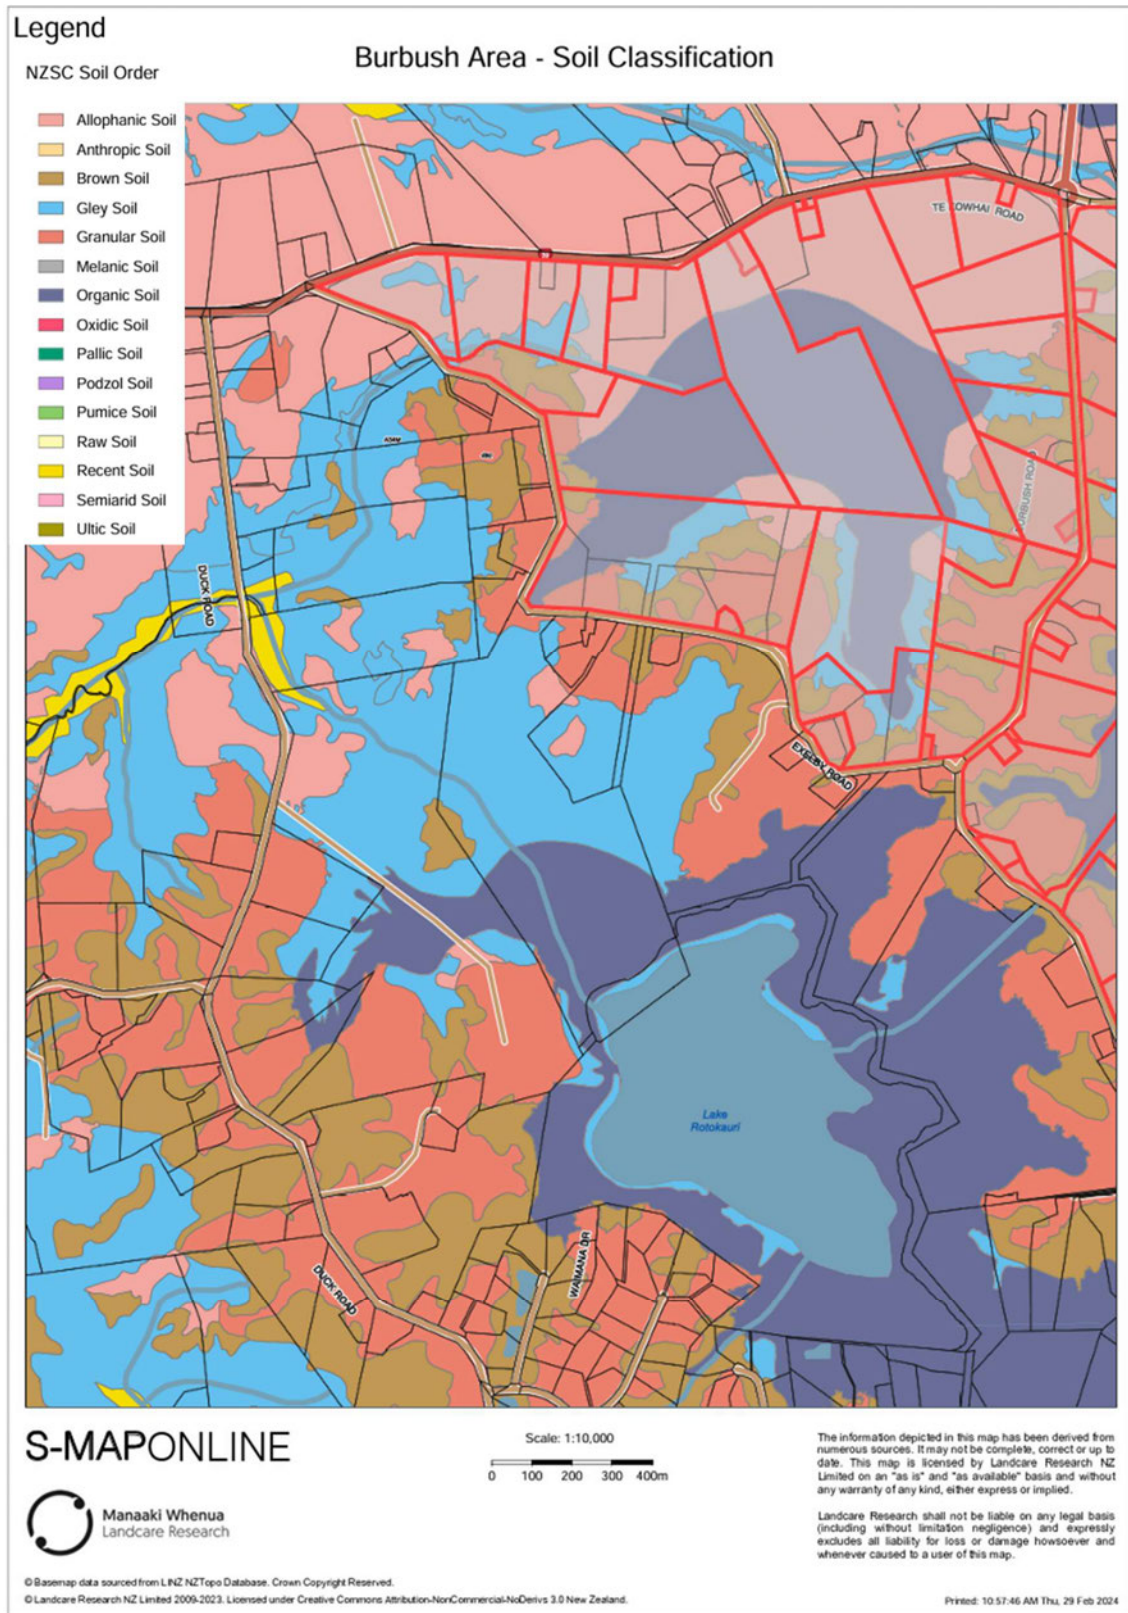 Legend
Burbush Area - Soil Classification
NZSC Soil Order
Allophanic Soil
Anthropic Soil
Brown Soil
Gley Soil
Granular Soil
Melanic Soil
Organic Soil
Oxidic Soil
Pallic Soil
Podzol Soil
Pumice Soil
Raw Soil
Recent Soil
Semiarid Soil
Ultic Soil
TE KOWHAI ROAD
BURBUSH ROAD
DUCK ROAD
EXELBY ROAD
Lake
Rotokauri
WAIMANA DR
DUCK ROAD
S-MAPONLINE
Scale: 1:10,000
0 100 200 300 400m
Manaaki Whenua
Landcare Research
The information depicted in this map has been derived from
numerous sources. It may not be complete, correct or up to
date. This map is licensed by Landcare Research NZ
Limited on an "as is" and "as available" basis and without
any warranty of any kind, either express or implied.
Landcare Research shall not be liable on any legal basis
(including without limitation negligence) and expressly
excludes all liability for loss or damage howsoever and
whenever caused to a user of this map.
© Basemap data sourced from LINZ NZTopo Database. Crown Copyright Reserved.
© Landcare Research NZ Limited 2009-2023. Licensed under Creative Commons Attribution-NonCommercial-NoDerivs 3.0 New Zealand.
Printed: 10:57:46 AM Thu, 29 Feb 2024